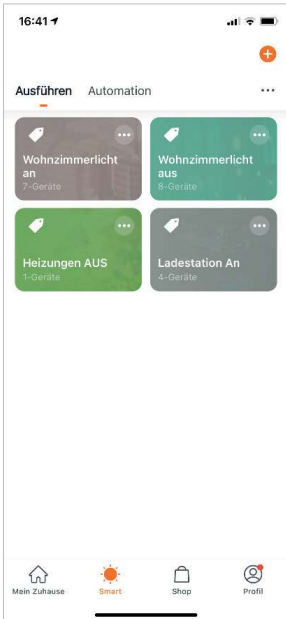 16:41
Ausführen Automation
Wohnzimmerlicht
an
7-Geräte
Wohnzimmerlicht
aus
8-Geräte
Heizungen AUS
1-Geräte
Ladestation An
4-Geräte
Mein Zuhause Smart Shop Profil